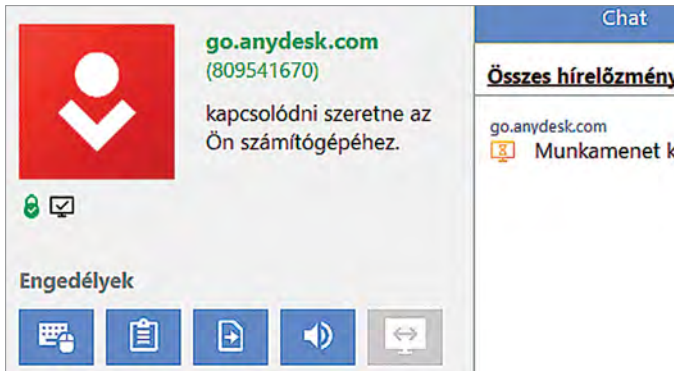 go.anydesk.com
(809541670)
kapcsolódni szeretne az
Ön számítógépéhez.
Engedélyek
Chat
Összes hírelőzmény
go.anydesk.com
Munkamenet k